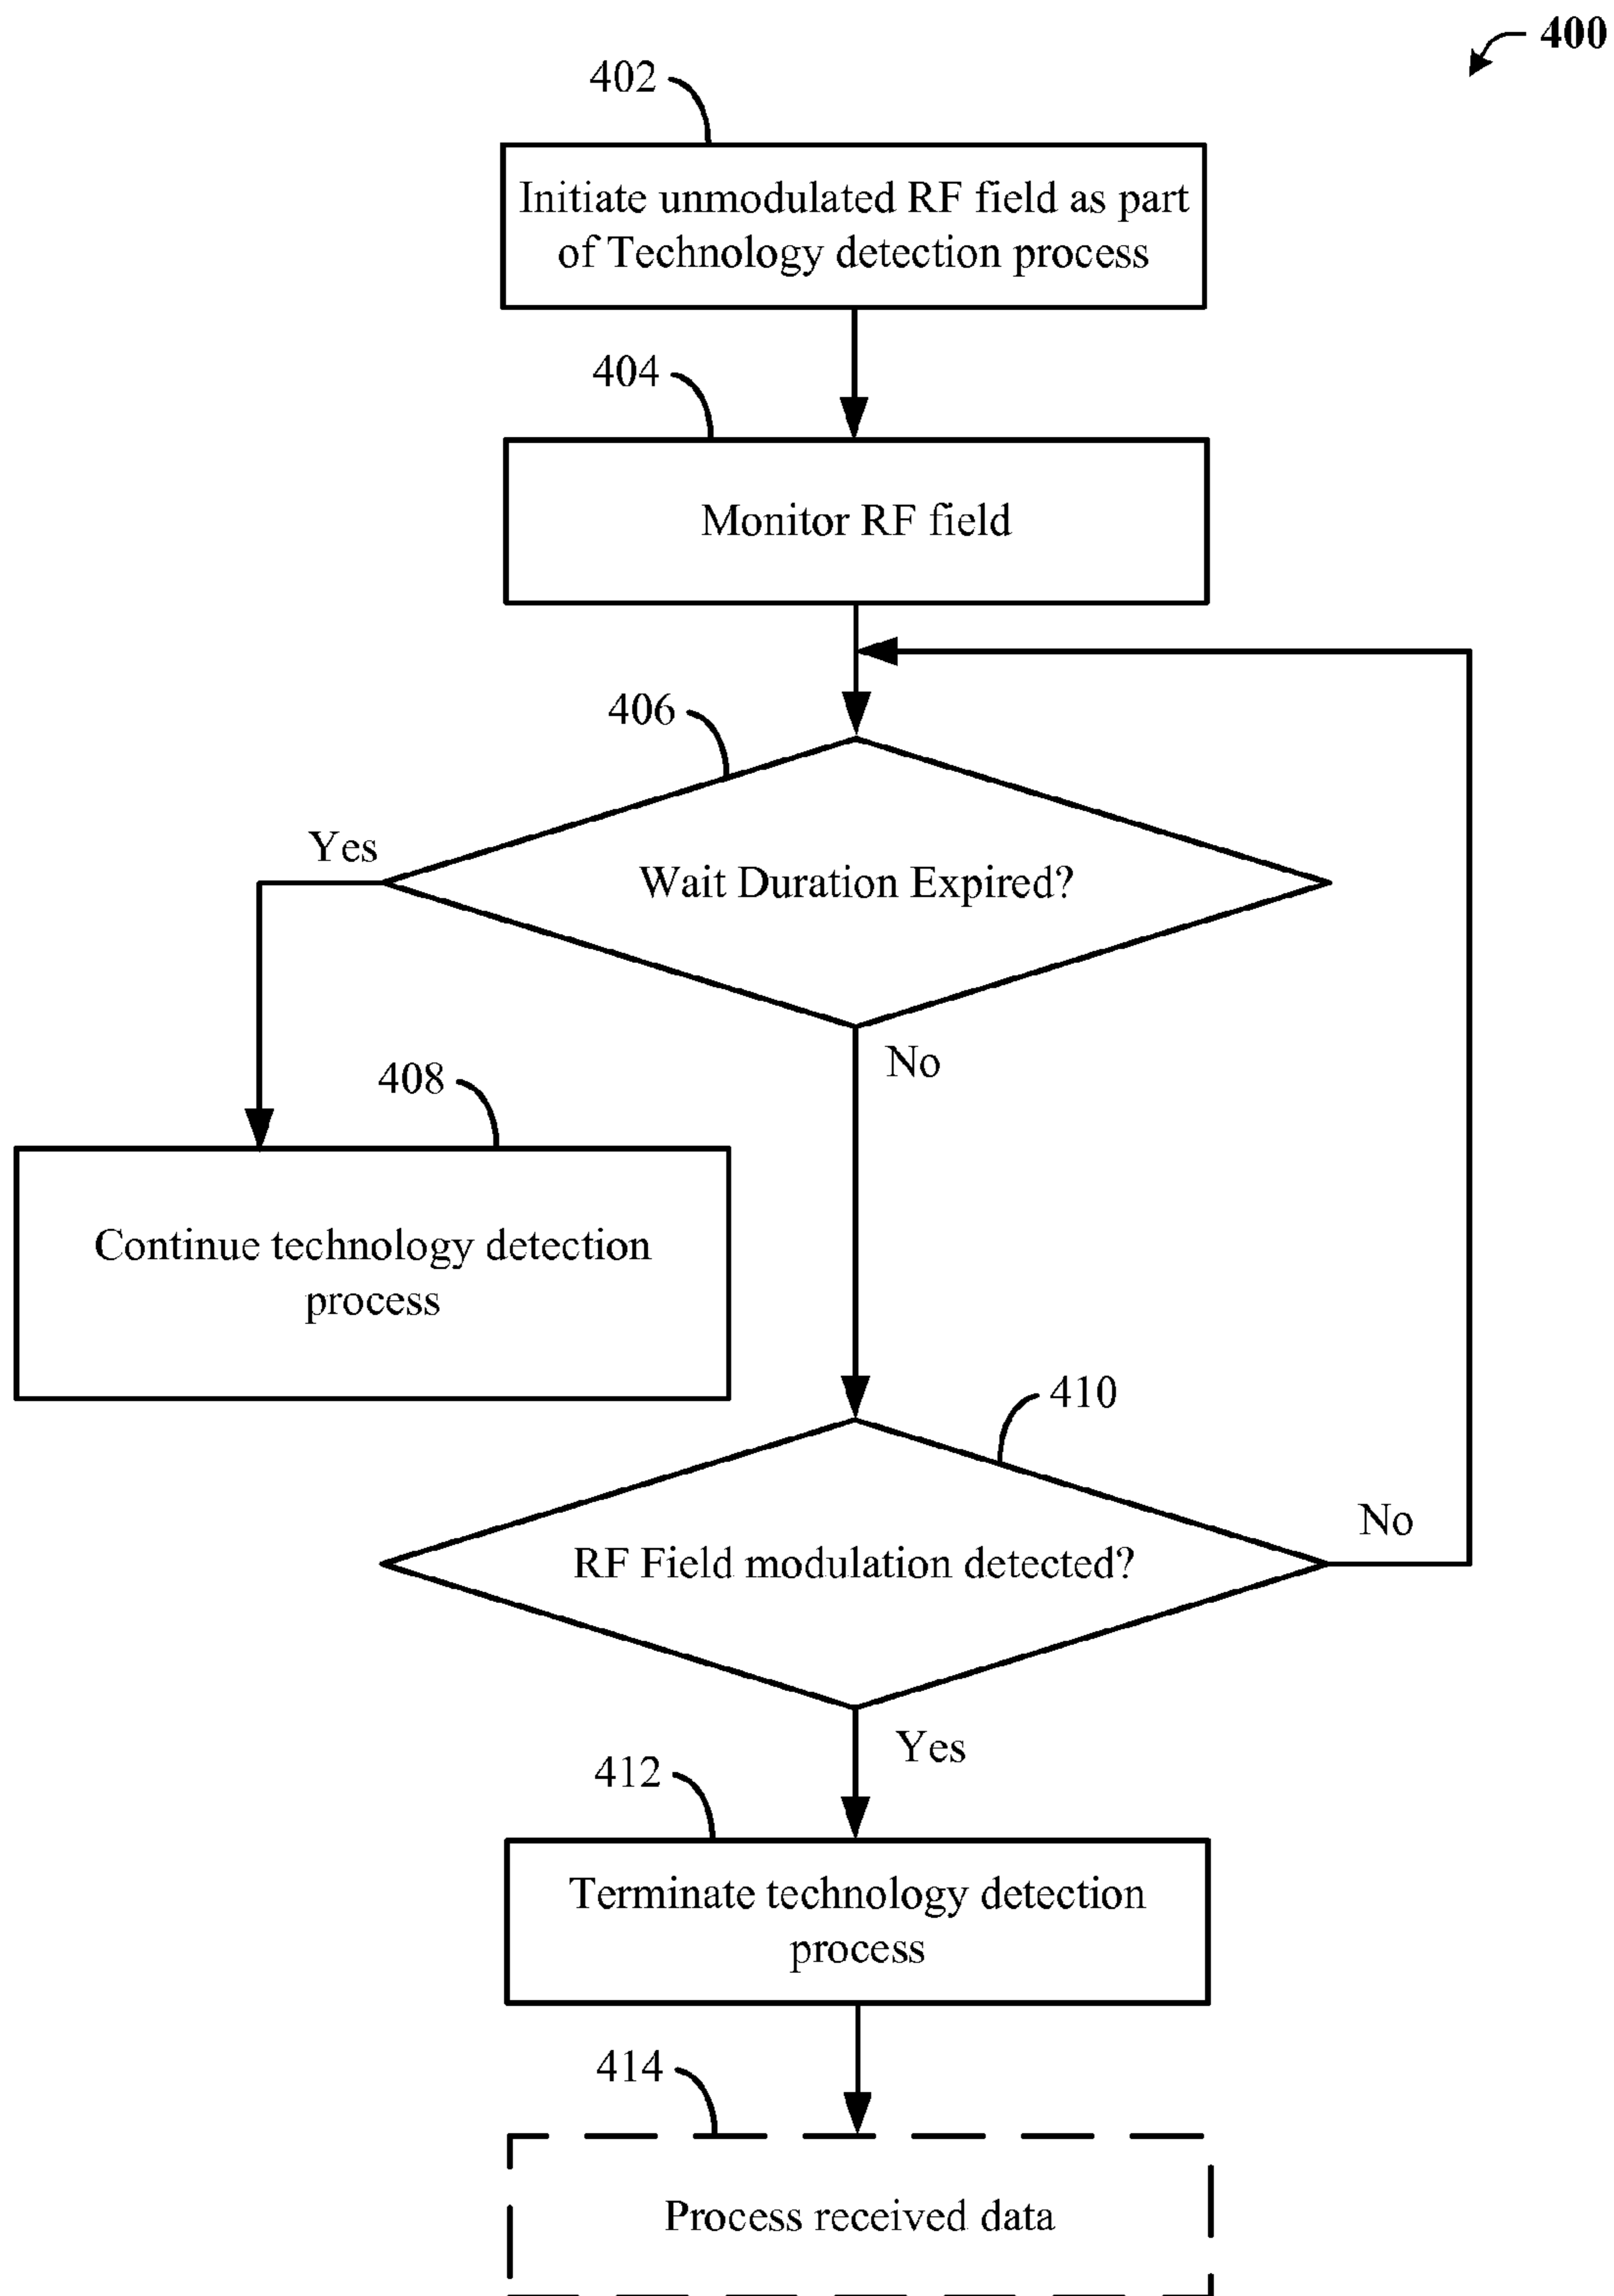 400
402
Initiate unmodulated RF field as part
of Technology detection process
404
Monitor RF field
406
Yes
Wait Duration Expired?
No
408
Continue technology detection
process
410
RF Field modulation detected?
No
Yes
412
Terminate technology detection
process
414
Process received data